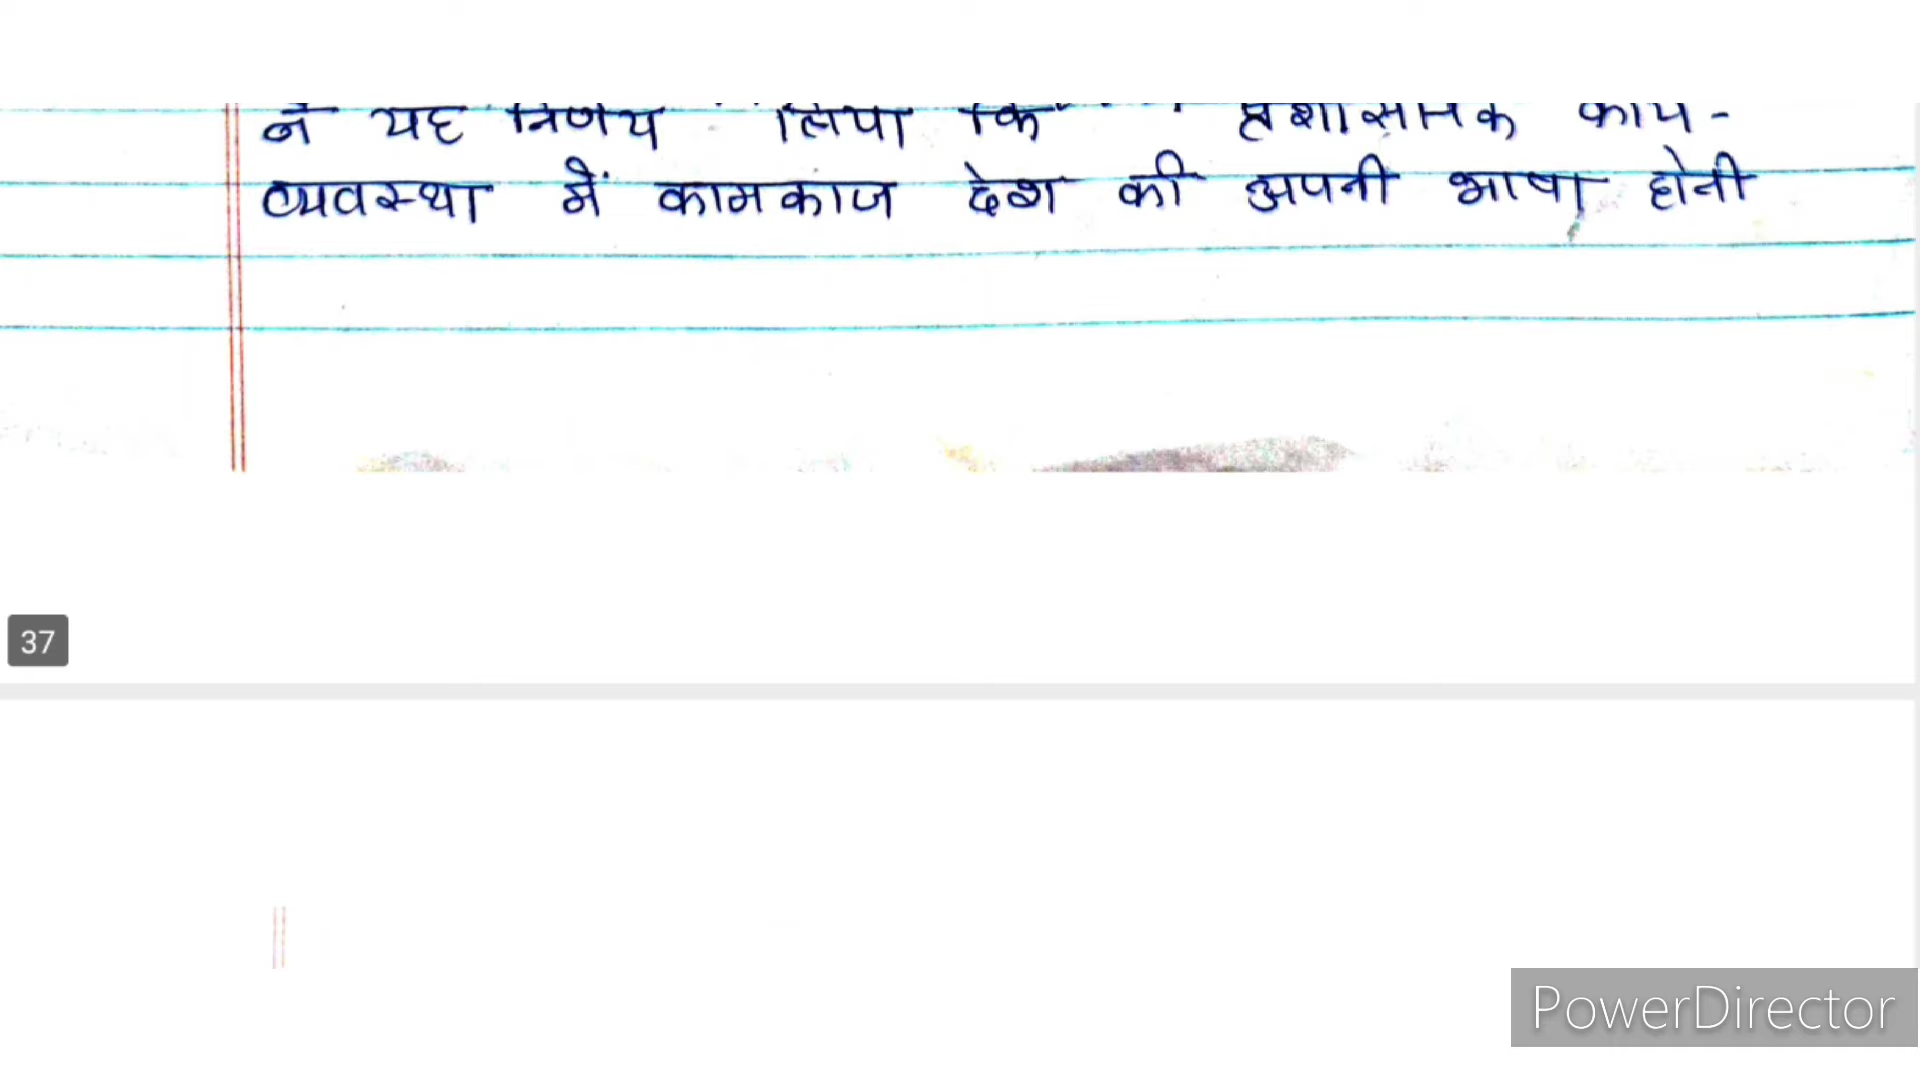 ने यह निर्णय लिया कि प्रशासनिक कार्य-
व्यवस्था में कामकाज देश की अपनी भाषा होनी
37
PowerDirector